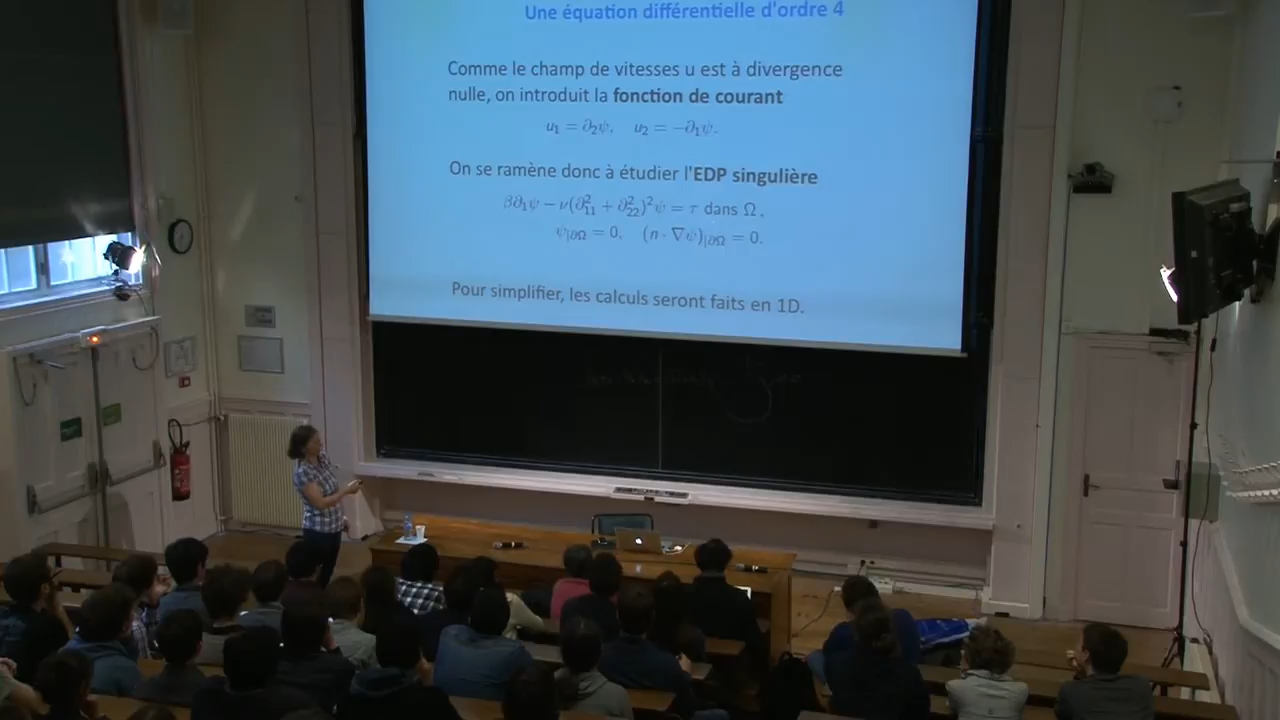 Une équation différentielle d'ordre 4
Comme le champ de vitesses u est à divergence
nulle, on introduit la fonction de courant
u₁ = ∂₂ψ, u₂ = −∂₁ψ.
On se ramène donc à étudier l'EDP singulière
β∂₁ψ − ν(∂²₁₁ + ∂²₂₂)²ψ = τ dans Ω,
ψ|∂Ω = 0, (n · ∇ψ)|∂Ω = 0.
Pour simplifier, les calculs seront faits en 1D.